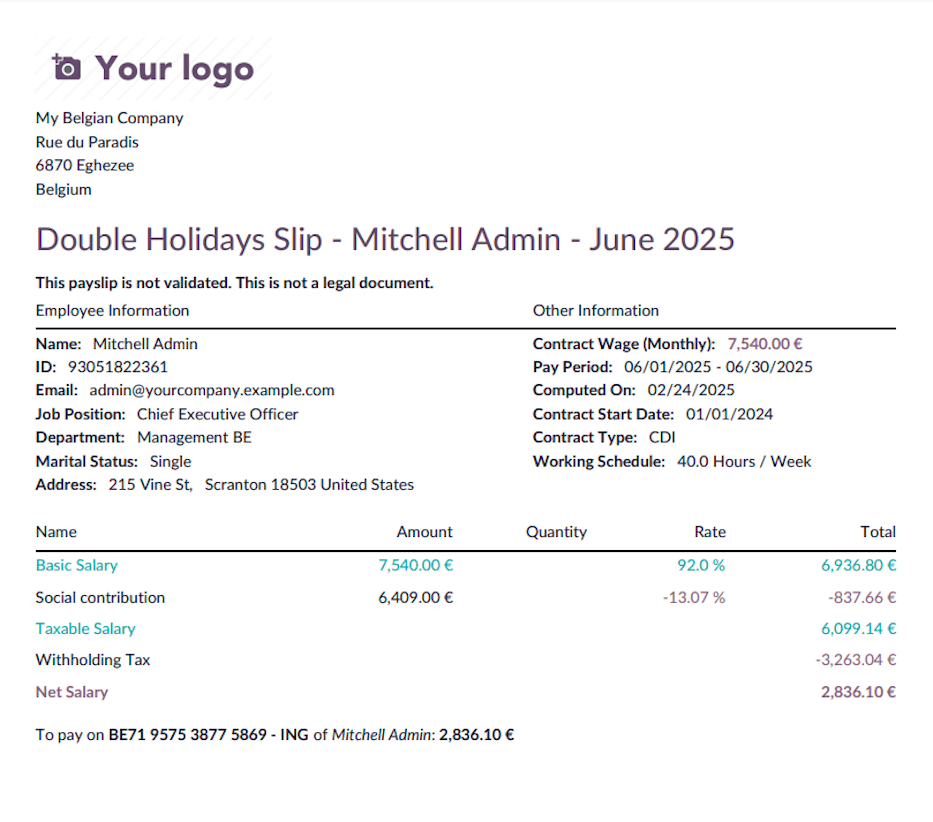 Your logo
My Belgian Company
Rue du Paradis
6870 Eghezee
Belgium
Double Holidays Slip - Mitchell Admin - June 2025
This payslip is not validated. This is not a legal document.
Employee Information
Name: Mitchell Admin
ID: 93051822361
Email: admin@yourcompany.example.com
Job Position: Chief Executive Officer
Department: Management BE
Marital Status: Single
Address: 215 Vine St, Scranton 18503 United States
Other Information
Contract Wage (Monthly): 7,540.00 €
Pay Period: 06/01/2025 - 06/30/2025
Computed On: 02/24/2025
Contract Start Date: 01/01/2024
Contract Type: CDI
Working Schedule: 40.0 Hours / Week
Name Amount Quantity Rate Total
Basic Salary 7,540.00 € 92.0 % 6,936.80 €
Social contribution 6,409.00 € -13.07 % -837.66 €
Taxable Salary 6,099.14 €
Withholding Tax -3,263.04 €
Net Salary 2,836.10 €
To pay on BE71 9575 3877 5869 - ING of Mitchell Admin: 2,836.10 €